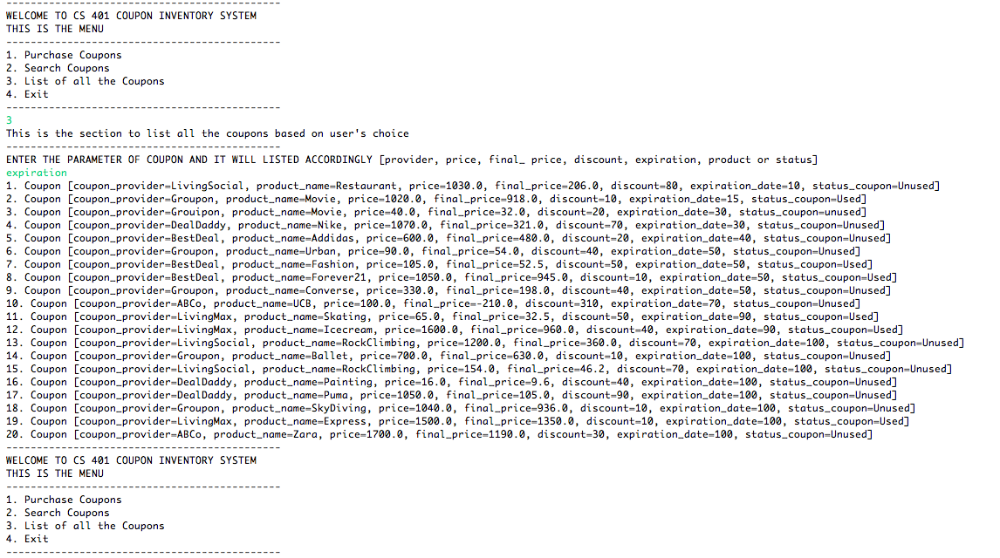 ---------------------------------------------
WELCOME TO CS 401 COUPON INVENTORY SYSTEM
THIS IS THE MENU
---------------------------------------------
1. Purchase Coupons
2. Search Coupons
3. List of all the Coupons
4. Exit
---------------------------------------------
3
This is the section to list all the coupons based on user's choice
---------------------------------------------
ENTER THE PARAMETER OF COUPON AND IT WILL LISTED ACCORDINGLY [provider, price, final_ price, discount, expiration, product or status]
expiration
1. Coupon [coupon_provider=LivingSocial, product_name=Restaurant, price=1030.0, final_price=206.0, discount=80, expiration_date=10, status_coupon=Unused]
2. Coupon [coupon_provider=Groupon, product_name=Movie, price=1020.0, final_price=918.0, discount=10, expiration_date=15, status_coupon=Used]
3. Coupon [coupon_provider=Grouipon, product_name=Movie, price=40.0, final_price=32.0, discount=20, expiration_date=30, status_coupon=unused]
4. Coupon [coupon_provider=DealDaddy, product_name=Nike, price=1070.0, final_price=321.0, discount=70, expiration_date=30, status_coupon=Unused]
5. Coupon [coupon_provider=BestDeal, product_name=Addidas, price=600.0, final_price=480.0, discount=20, expiration_date=40, status_coupon=Unused]
6. Coupon [coupon_provider=Groupon, product_name=Urban, price=90.0, final_price=54.0, discount=40, expiration_date=50, status_coupon=Unused]
7. Coupon [coupon_provider=BestDeal, product_name=Fashion, price=105.0, final_price=52.5, discount=50, expiration_date=50, status_coupon=Used]
8. Coupon [coupon_provider=BestDeal, product_name=Forever21, price=1050.0, final_price=945.0, discount=10, expiration_date=50, status_coupon=Used]
9. Coupon [coupon_provider=Groupon, product_name=Converse, price=330.0, final_price=198.0, discount=40, expiration_date=50, status_coupon=Unused]
10. Coupon [coupon_provider=ABCo, product_name=UCB, price=100.0, final_price=-210.0, discount=310, expiration_date=70, status_coupon=Unused]
11. Coupon [coupon_provider=LivingMax, product_name=Skating, price=65.0, final_price=32.5, discount=50, expiration_date=90, status_coupon=Used]
12. Coupon [coupon_provider=LivingMax, product_name=Icecream, price=1600.0, final_price=960.0, discount=40, expiration_date=90, status_coupon=Used]
13. Coupon [coupon_provider=LivingSocial, product_name=RockClimbing, price=1200.0, final_price=360.0, discount=70, expiration_date=100, status_coupon=Unused]
14. Coupon [coupon_provider=Groupon, product_name=Ballet, price=700.0, final_price=630.0, discount=10, expiration_date=100, status_coupon=Unused]
15. Coupon [coupon_provider=LivingSocial, product_name=RockClimbing, price=154.0, final_price=46.2, discount=70, expiration_date=100, status_coupon=Unused]
16. Coupon [coupon_provider=DealDaddy, product_name=Painting, price=16.0, final_price=9.6, discount=40, expiration_date=100, status_coupon=Unused]
17. Coupon [coupon_provider=DealDaddy, product_name=Puma, price=1050.0, final_price=105.0, discount=90, expiration_date=100, status_coupon=Unused]
18. Coupon [coupon_provider=Groupon, product_name=SkyDiving, price=1040.0, final_price=936.0, discount=10, expiration_date=100, status_coupon=Unused]
19. Coupon [coupon_provider=LivingMax, product_name=Express, price=1500.0, final_price=1350.0, discount=10, expiration_date=100, status_coupon=Used]
20. Coupon [coupon_provider=ABCo, product_name=Zara, price=1700.0, final_price=1190.0, discount=30, expiration_date=100, status_coupon=Unused]
---------------------------------------------
WELCOME TO CS 401 COUPON INVENTORY SYSTEM
THIS IS THE MENU
---------------------------------------------
1. Purchase Coupons
2. Search Coupons
3. List of all the Coupons
4. Exit
---------------------------------------------